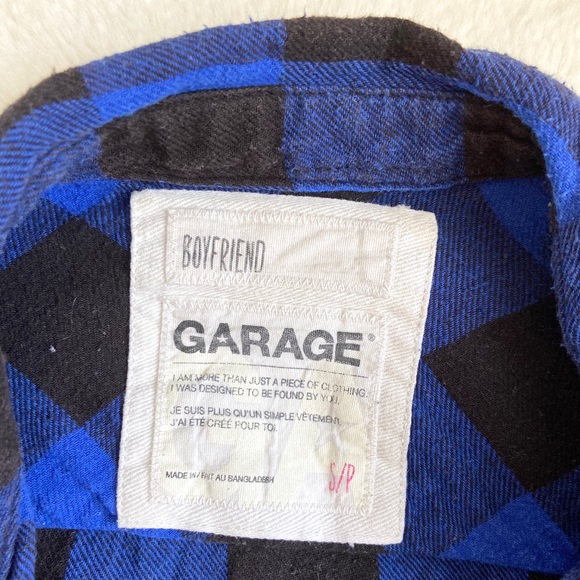 BOYFRIEND
GARAGE®
I AM MORE THAN JUST A PIECE OF CLOTHING.
I WAS DESIGNED TO BE FOUND BY YOU.
JE SUIS PLUS QU'UN SIMPLE VÊTEMENT.
J'AI ÉTÉ CRÉÉ POUR TOI.
MADE IN / FAIT AU BANGLADESH
S/P